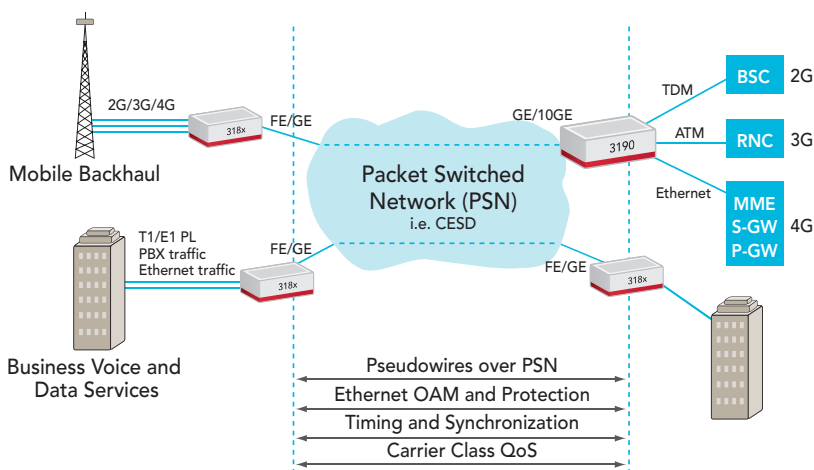 2G/3G/4G
318x
FE/GE
Mobile Backhaul
GE/10GE
3190
TDM
BSC
2G
ATM
RNC
3G
Ethernet
MME
S-GW
P-GW
4G
Packet Switched
Network (PSN)
i.e. CESD
T1/E1 PL
PBX traffic
Ethernet traffic
318x
FE/GE
FE/GE
318x
Business Voice and
Data Services
Pseudowires over PSN
Ethernet OAM and Protection
Timing and Synchronization
Carrier Class QoS